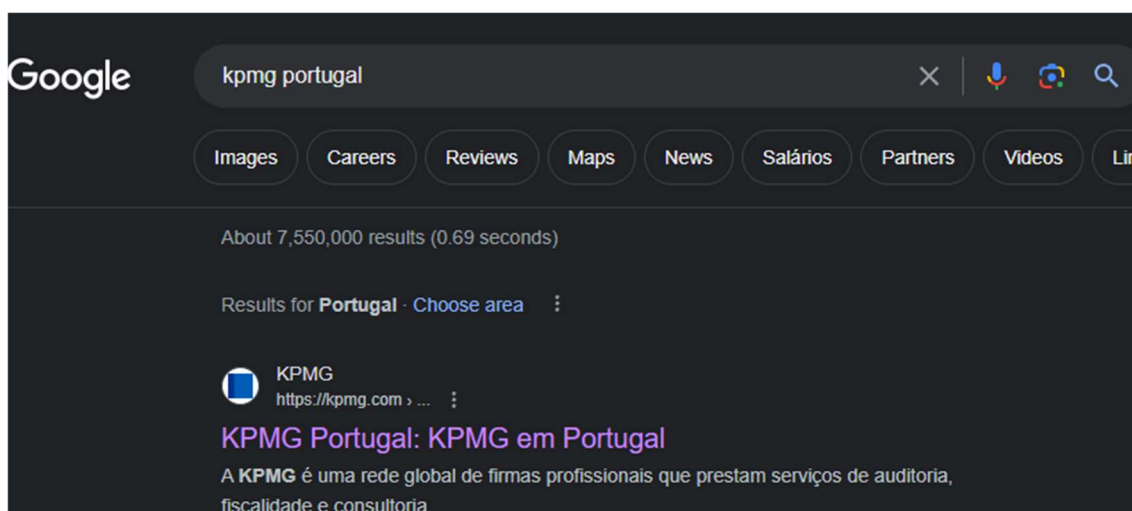 Google
kpmg portugal
Images Careers Reviews Maps News Salários Partners Videos
About 7,550,000 results (0.69 seconds)
Results for Portugal · Choose area
KPMG
https://kpmg.com › ...
KPMG Portugal: KPMG em Portugal
A KPMG é uma rede global de firmas profissionais que prestam serviços de auditoria,
fiscalidade e consultoria